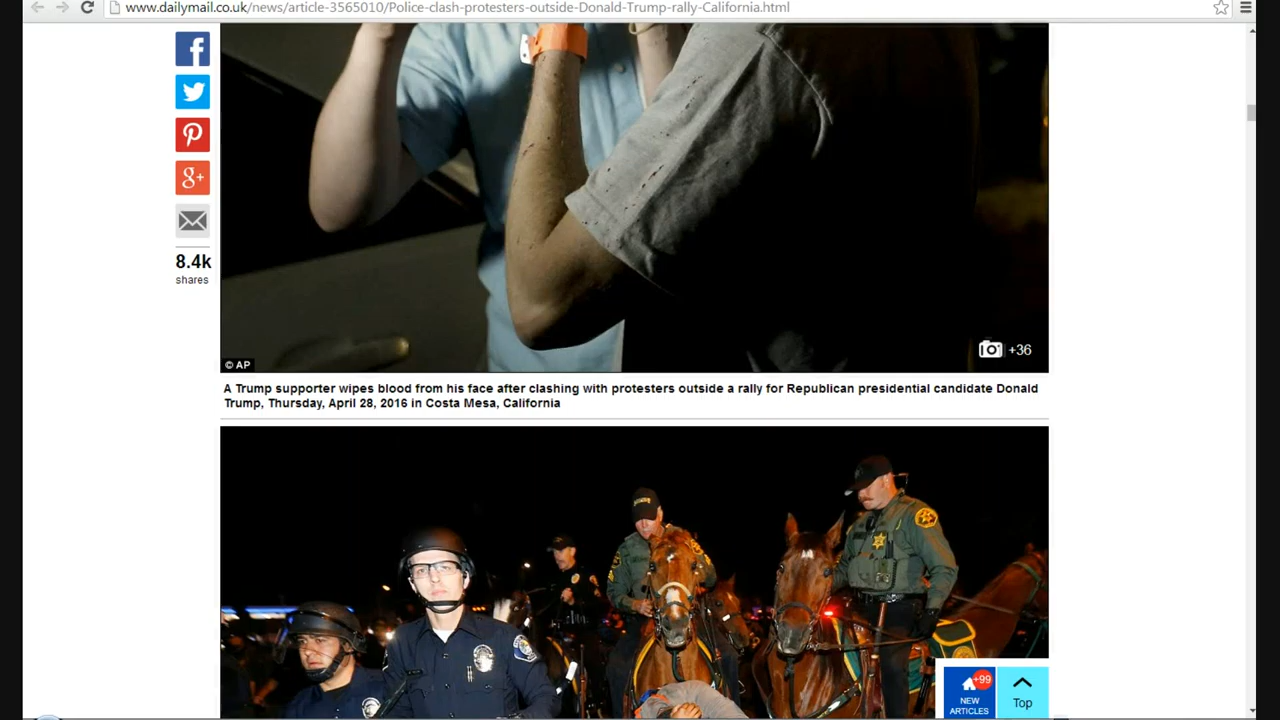 www.dailymail.co.uk/news/article-3565010/Police-clash-protesters-outside-Donald-Trump-rally-California.html
8.4k
shares
© AP
+36
A Trump supporter wipes blood from his face after clashing with protesters outside a rally for Republican presidential candidate Donald
Trump, Thursday, April 28, 2016 in Costa Mesa, California
+99
NEW
ARTICLES
Top